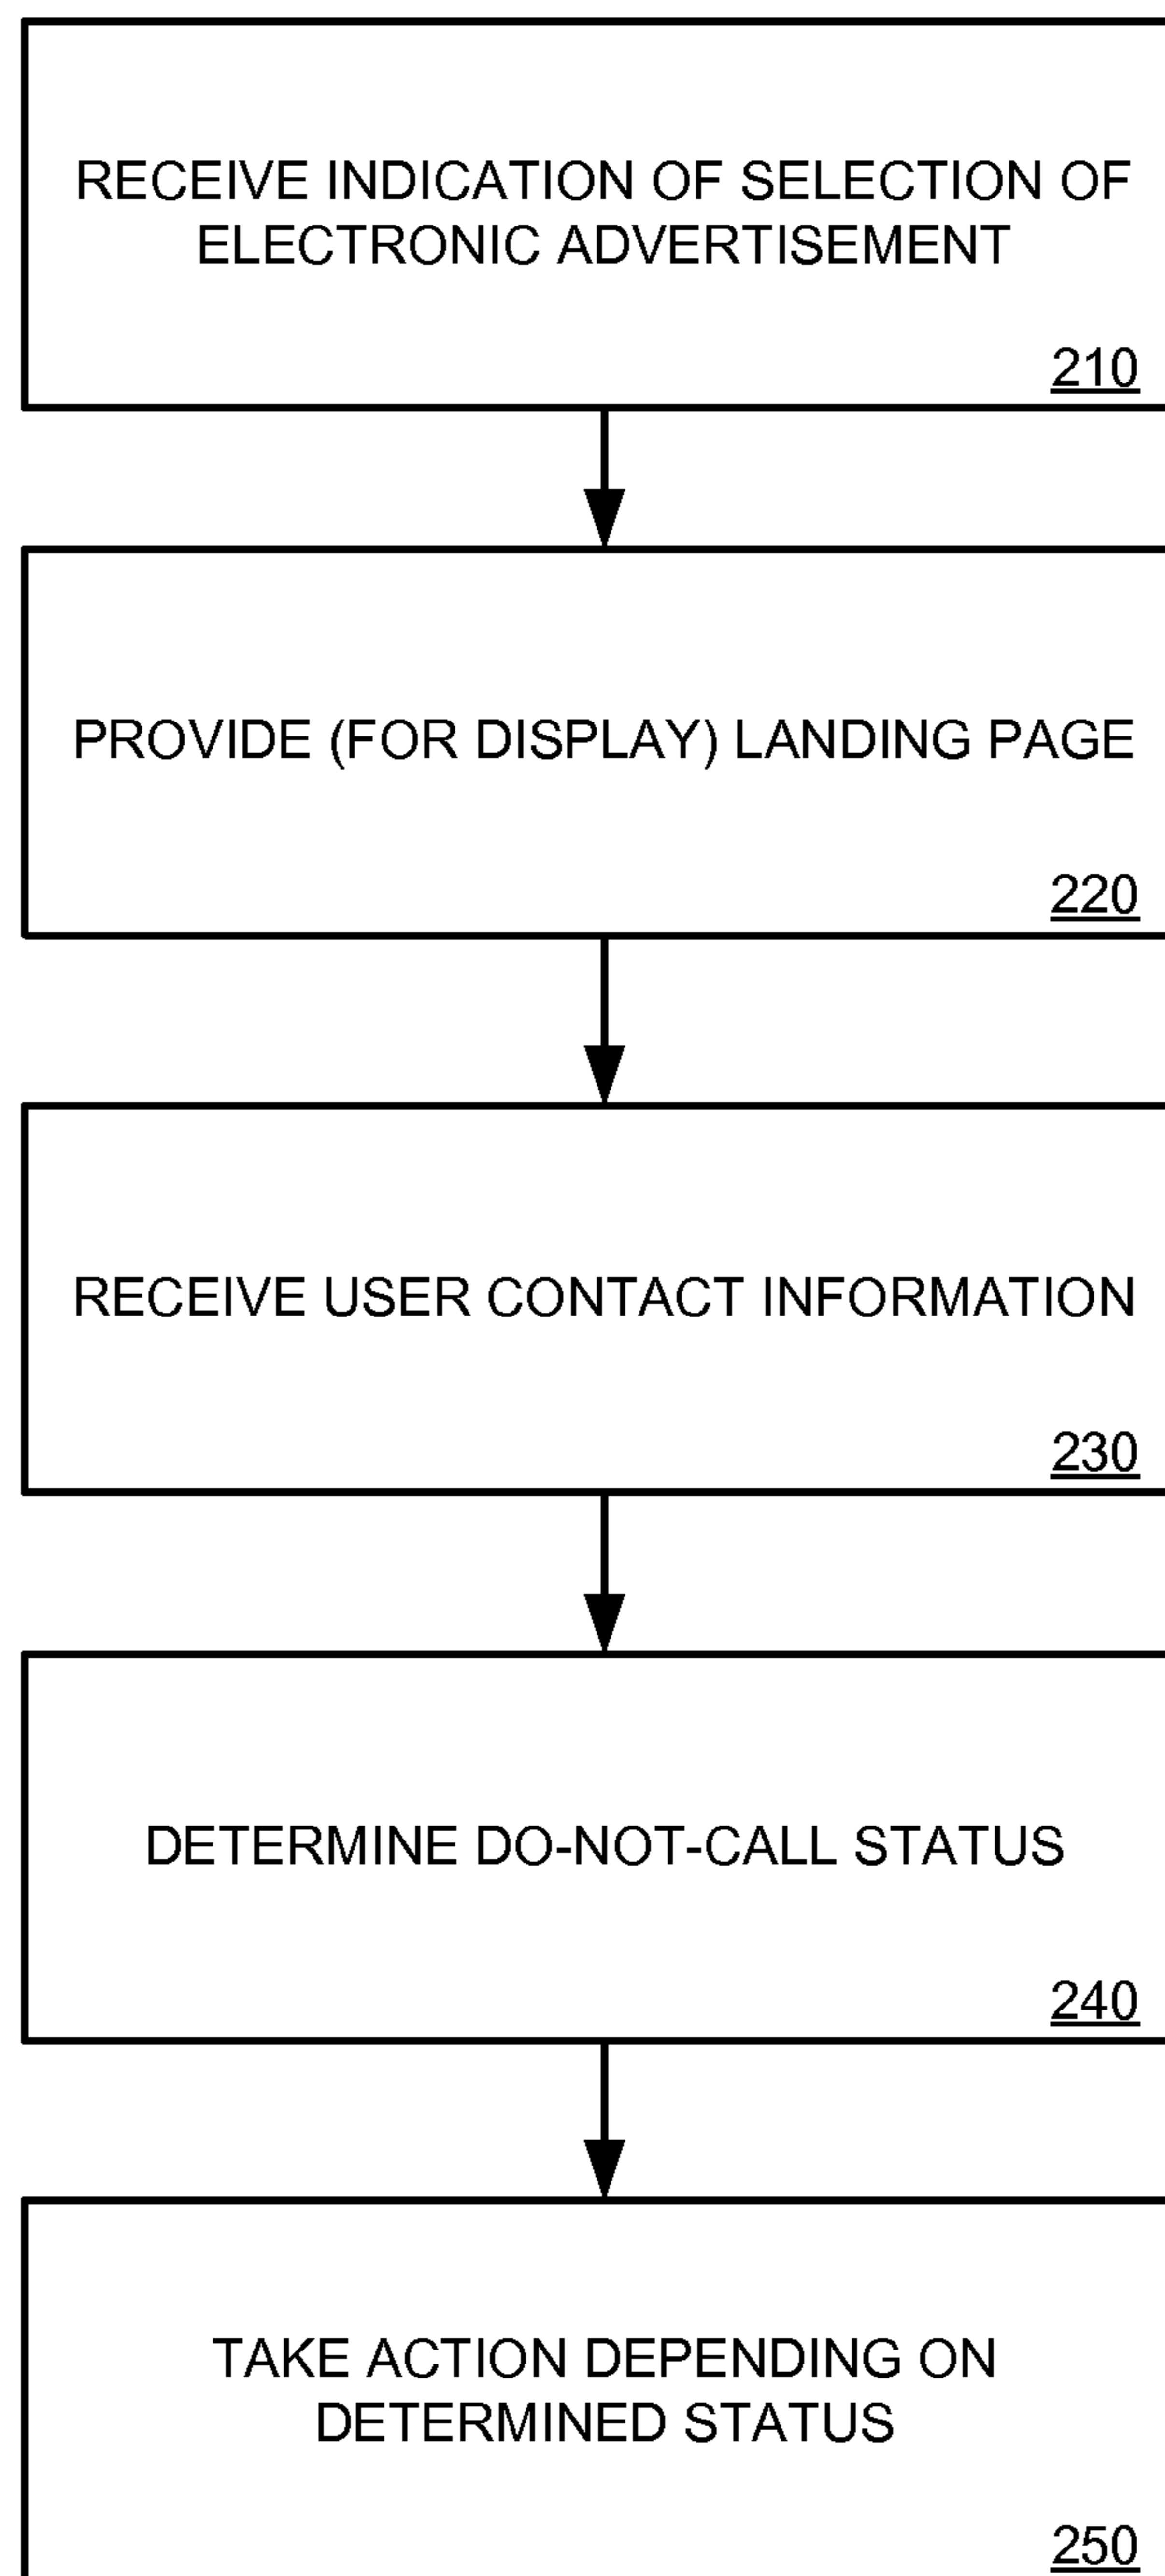 RECEIVE INDICATION OF SELECTION OF
ELECTRONIC ADVERTISEMENT
210
PROVIDE (FOR DISPLAY) LANDING PAGE
220
RECEIVE USER CONTACT INFORMATION
230
DETERMINE DO-NOT-CALL STATUS
240
TAKE ACTION DEPENDING ON
DETERMINED STATUS
250